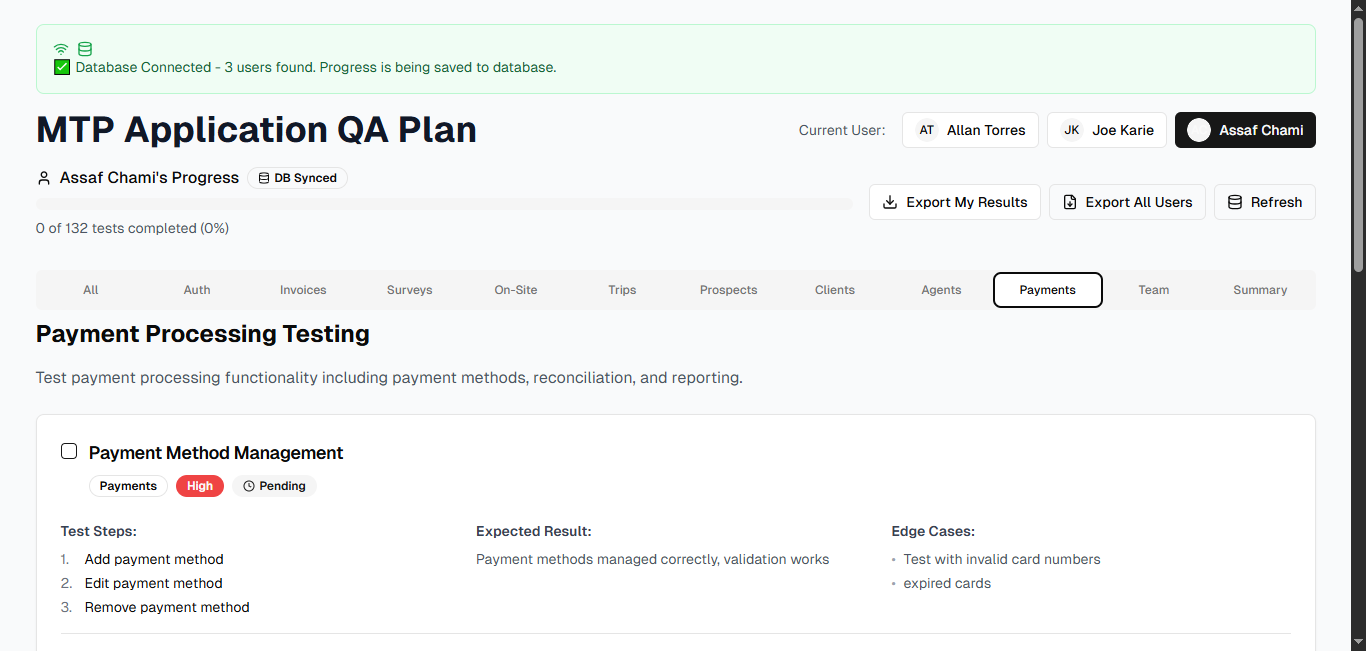 ✅ Database Connected - 3 users found. Progress is being saved to database.
MTP Application QA Plan
Current User:
AT Allan Torres
JK Joe Karie
Assaf Chami
Assaf Chami's Progress
DB Synced
Export My Results
Export All Users
Refresh
0 of 132 tests completed (0%)
All
Auth
Invoices
Surveys
On-Site
Trips
Prospects
Clients
Agents
Payments
Team
Summary
Payment Processing Testing
Test payment processing functionality including payment methods, reconciliation, and reporting.
Payment Method Management
Payments
High
Pending
Test Steps:
1. Add payment method
2. Edit payment method
3. Remove payment method
Expected Result:
Payment methods managed correctly, validation works
Edge Cases:
• Test with invalid card numbers
• expired cards